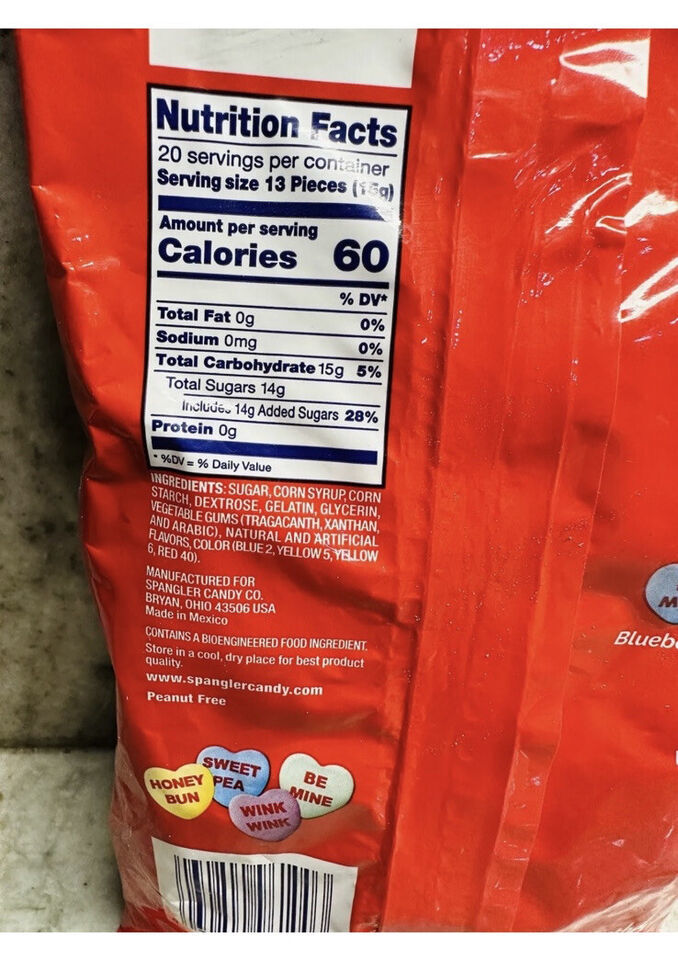 Nutrition Facts
20 servings per container
Serving size 13 Pieces (15g)
Amount per serving
Calories 60
% DV*
Total Fat 0g 0%
Sodium 0mg 0%
Total Carbohydrate 15g 5%
Total Sugars 14g
Includes 14g Added Sugars 28%
Protein 0g
* %DV = % Daily Value
INGREDIENTS: SUGAR, CORN SYRUP, CORN
STARCH, DEXTROSE, GELATIN, GLYCERIN,
VEGETABLE GUMS (TRAGACANTH, XANTHAN,
AND ARABIC), NATURAL AND ARTIFICIAL
FLAVORS, COLOR (BLUE 2, YELLOW 5, YELLOW
6, RED 40).
MANUFACTURED FOR
SPANGLER CANDY CO.
BRYAN, OHIO 43506 USA
Made in Mexico
CONTAINS A BIOENGINEERED FOOD INGREDIENT.
Store in a cool, dry place for best product
quality.
www.spanglercandy.com
Peanut Free
HONEY
BUN
SWEET
PEA
WINK
WINK
BE
MINE